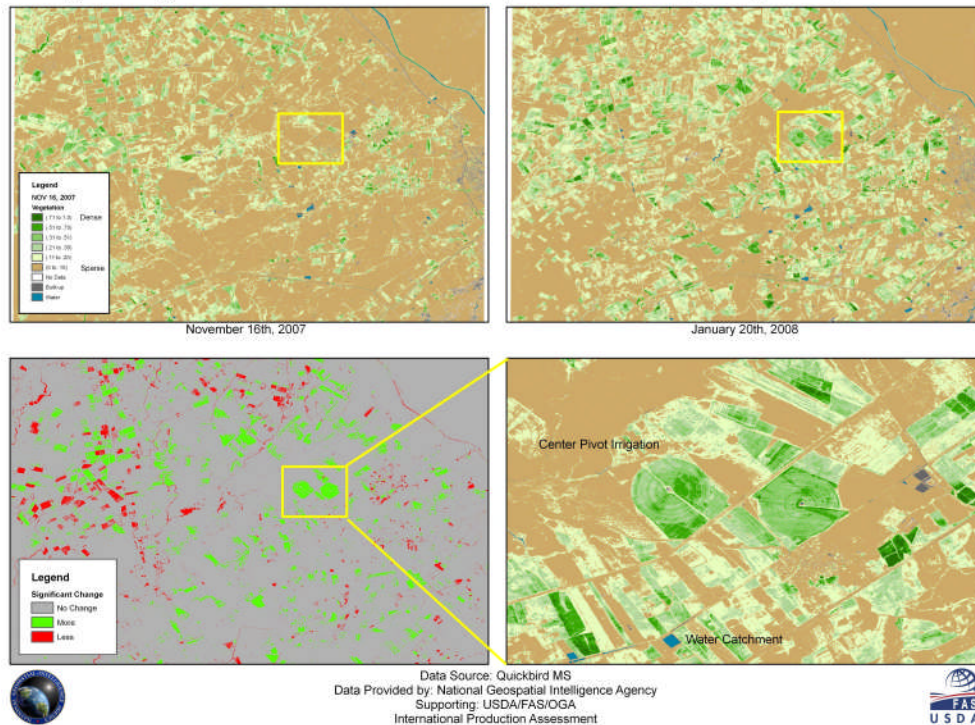 Legend
NOV 16, 2007
Vegetation
Dense
Sparse
No Data
Built-up
Water
November 16th, 2007
January 20th, 2008
Legend
Significant Change
No Change
More
Less
Center Pivot Irrigation
Water Catchment
Data Source: Quickbird MS
Data Provided by: National Geospatial Intelligence Agency
Supporting: USDA/FAS/OGA
International Production Assessment
FAS
USDA